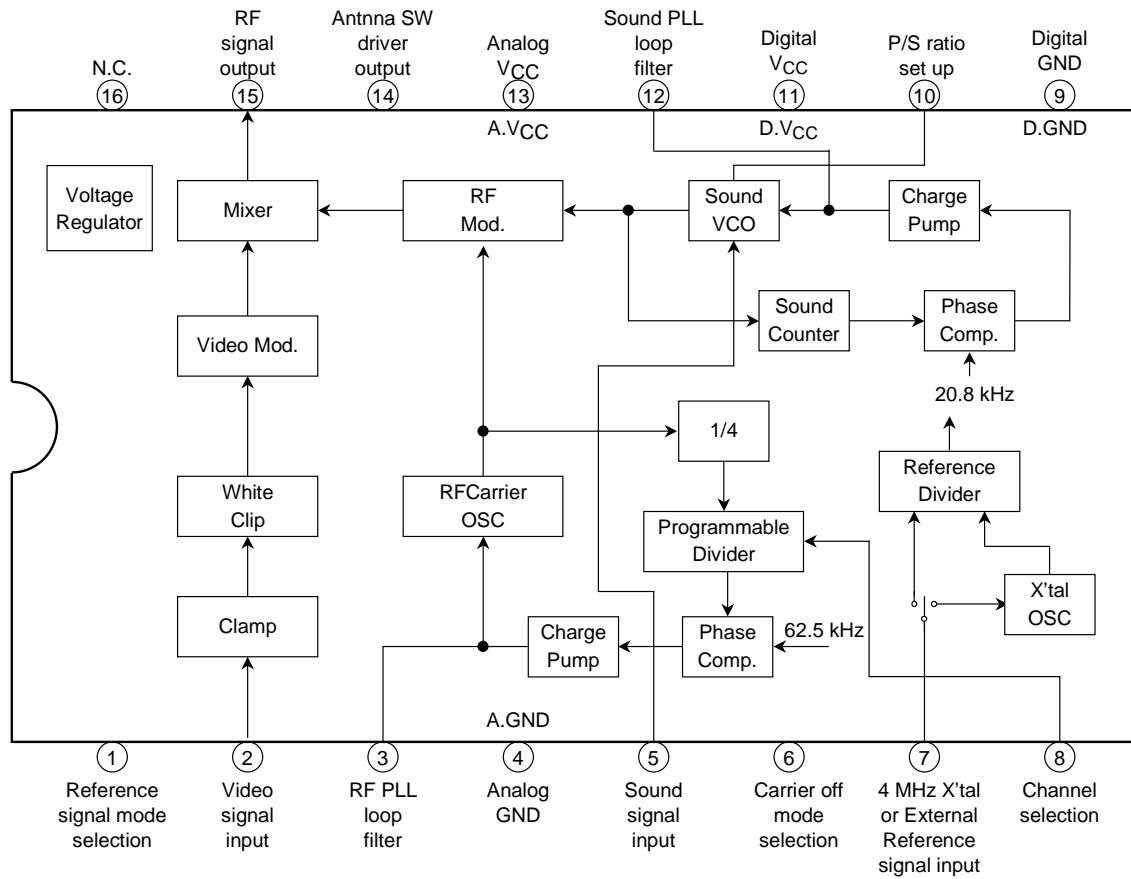 N.C.
RF
signal
output
Antnna SW
driver
output
Analog
VCC
Sound PLL
loop
filter
Digital
VCC
P/S ratio
set up
Digital
GND
16
15
14
13
12
11
10
9
A.VCC
D.VCC
D.GND
Voltage
Regulator
Mixer
RF
Mod.
Sound
VCO
Charge
Pump
Video Mod.
Sound
Counter
Phase
Comp.
20.8 kHz
1/4
Reference
Divider
White
Clip
RFCarrier
OSC
Programmable
Divider
X'tal
OSC
Clamp
Charge
Pump
Phase
Comp.
62.5 kHz
A.GND
1
2
3
4
5
6
7
8
Reference
signal mode
selection
Video
signal
input
RF PLL
loop
filter
Analog
GND
Sound
signal
input
Carrier off
mode
selection
4 MHz X'tal
or External
Reference
signal input
Channel
selection